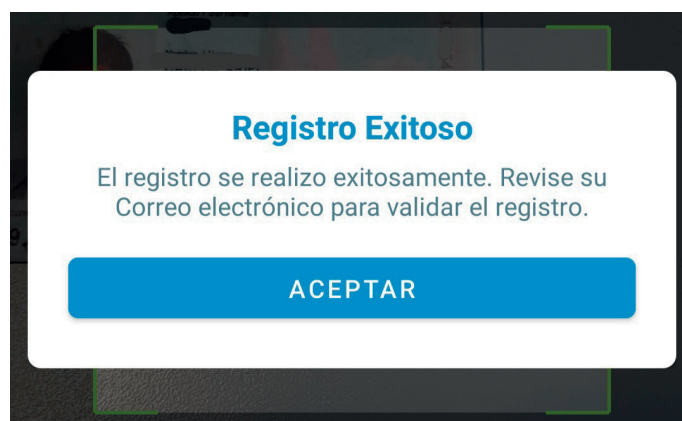 Registro Exitoso
El registro se realizo exitosamente. Revise su
Correo electrónico para validar el registro.
ACEPTAR